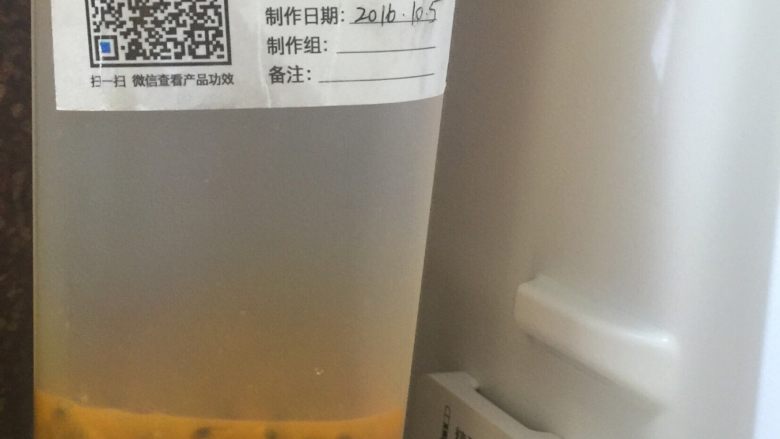 制作日期：2016.10.5
制作组：
备注：
扫一扫 微信查看产品功效